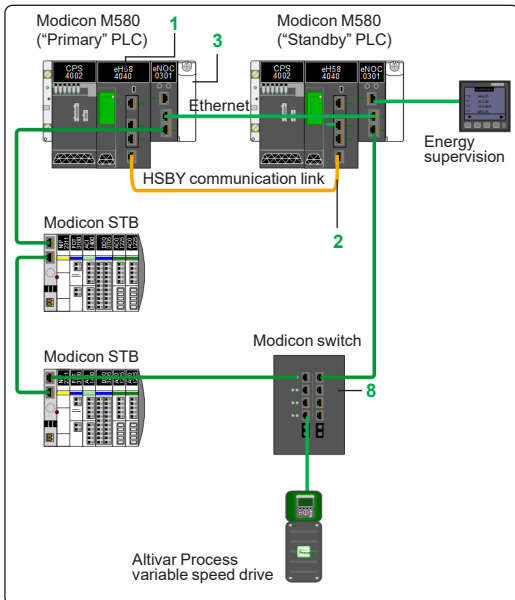 Modicon M580
("Primary" PLC)
1
3
Modicon M580
("Standby" PLC)
CPS
4002
eH58
4040
eNOC
0301
CPS
4002
eH58
4040
eNOC
0301
Ethernet
Energy
supervision
HSBY communication link
2
Modicon STB
Modicon STB
Modicon switch
8
Altivar Process
variable speed drive